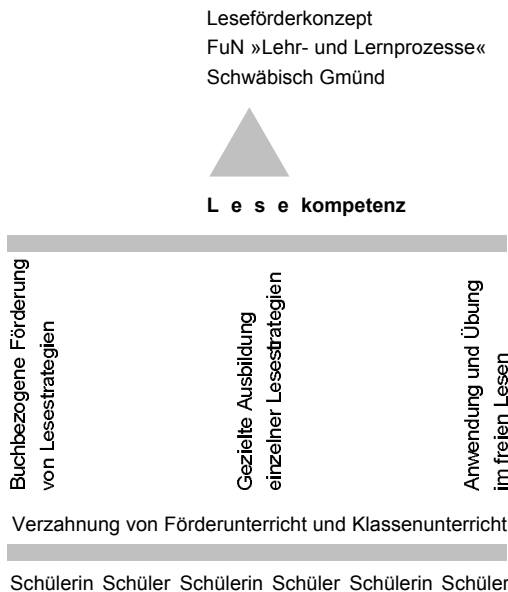 Leseförderkonzept
FuN »Lehr- und Lernprozesse«
Schwäbisch Gmünd
L e s e kompetenz
Buchbezogene Förderung
von Lesestrategien
Gezielte Ausbildung
einzelner Lesestrategien
Anwendung und Übung
im freien Lesen
Verzahnung von Förderunterricht und Klassenunterricht
Schülerin Schüler Schülerin Schüler Schülerin Schüler